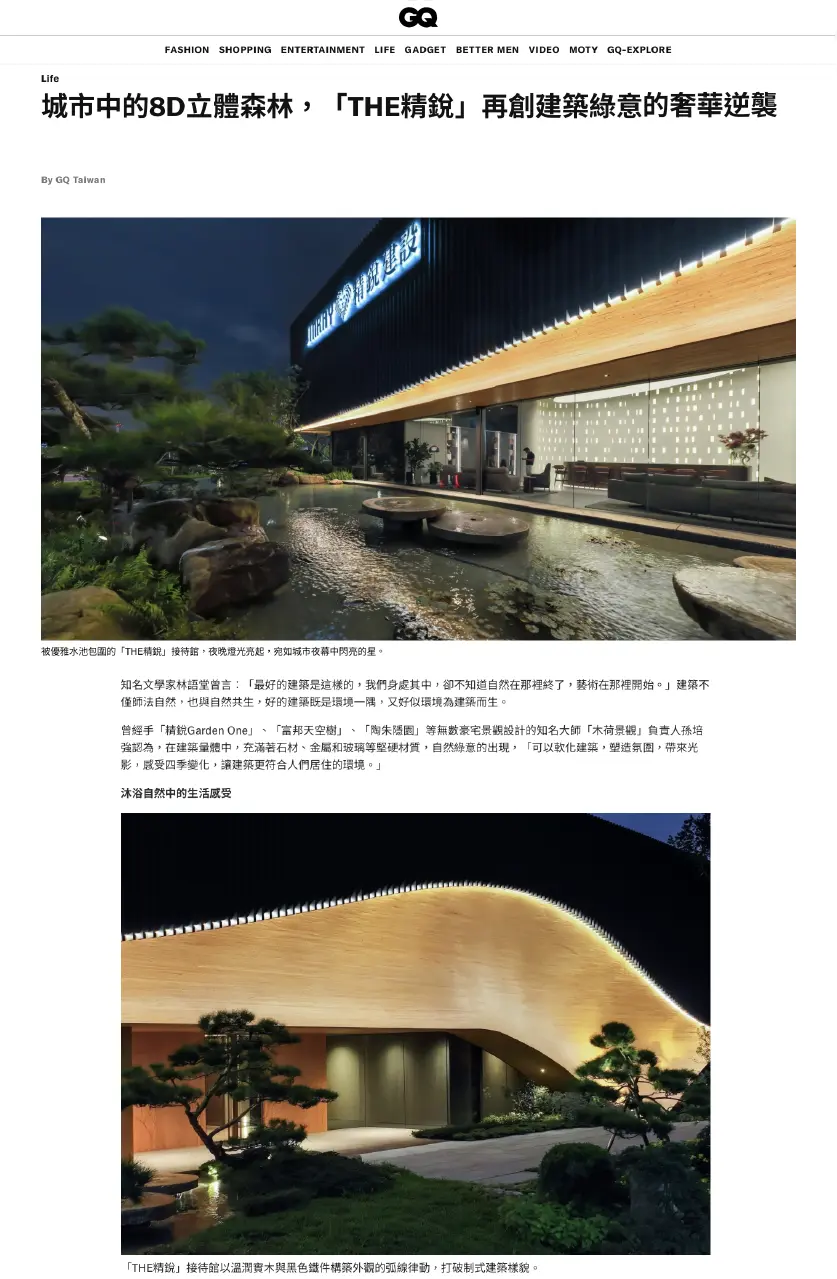 GQ
FASHION SHOPPING ENTERTAINMENT LIFE GADGET BETTER MEN VIDEO MOTY GQ-EXPLORE
Life
城市中的8D立體森林，「THE精銳」再創建築綠意的奢華逆襲
By GQ Taiwan
精銳建設
被優雅水池包圍的「THE精銳」接待館，夜晚燈光亮起，宛如城市夜幕中閃亮的星。
知名文學家林語堂曾言：「最好的建築是這樣的，我們身處其中，卻不知道自然在那裡終了，藝術在那裡開始。」建築不
僅師法自然，也與自然共生，好的建築既是環境一隅，又好似環境為建築而生。
曾經手「精銳Garden One」、「富邦天空樹」、「陶朱隱園」等無數豪宅景觀設計的知名大師「木荷景觀」負責人孫培
強認為，在建築量體中，充滿著石材、金屬和玻璃等堅硬材質，自然綠意的出現，「可以軟化建築，塑造氛圍，帶來光
影，感受四季變化，讓建築更符合人們居住的環境。」
沐浴自然中的生活感受
「THE精銳」接待館以溫潤實木與黑色鐵件構築外觀的弧線律動，打破制式建築樣貌。